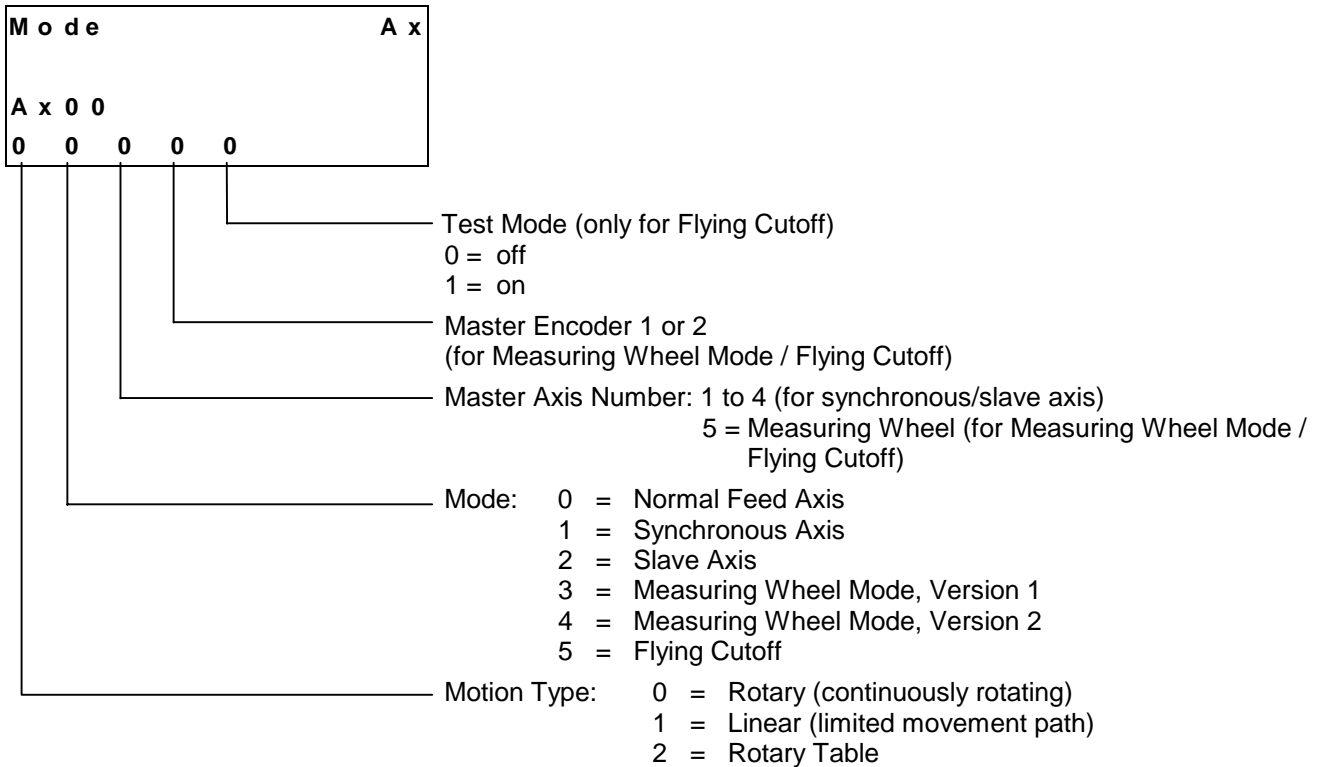 Mode Ax
Ax00
0 0 0 0 0
Test Mode (only for Flying Cutoff)
0 = off
1 = on
Master Encoder 1 or 2
(for Measuring Wheel Mode / Flying Cutoff)
Master Axis Number: 1 to 4 (for synchronous/slave axis)
5 = Measuring Wheel (for Measuring Wheel Mode /
Flying Cutoff)
Mode: 0 = Normal Feed Axis
1 = Synchronous Axis
2 = Slave Axis
3 = Measuring Wheel Mode, Version 1
4 = Measuring Wheel Mode, Version 2
5 = Flying Cutoff
Motion Type: 0 = Rotary (continuously rotating)
1 = Linear (limited movement path)
2 = Rotary Table